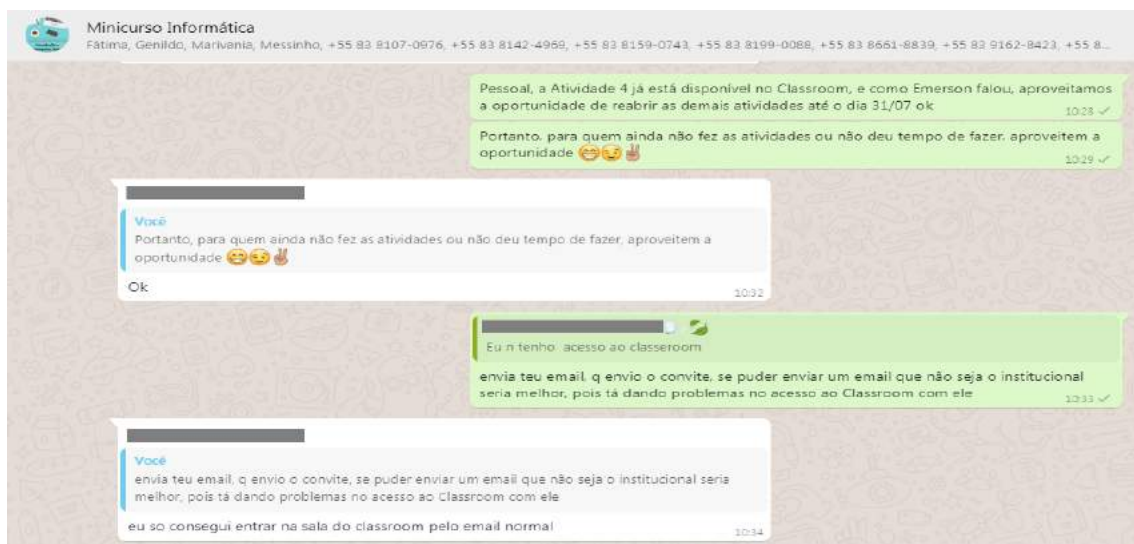 Minicurso Informática
Fátima, Genildo, Marivania, Messinho, +55 83 8107-0976, +55 83 8142-4969, +55 83 8159-0743, +55 83 8199-0088, +55 83 8661-8839, +55 83 9162-8423, +55 8...
Pessoal, a Atividade 4 já está disponível no Classroom, e como Emerson falou, aproveitamos
a oportunidade de reabrir as demais atividades até o dia 31/07 ok
10:28
Portanto, para quem ainda não fez as atividades ou não deu tempo de fazer, aproveitem a
oportunidade 😁😉✌
10:29
Você
Portanto, para quem ainda não fez as atividades ou não deu tempo de fazer, aproveitem a
oportunidade 😁😉✌
Ok
10:32
Eu n tenho acesso ao classeroom
envia teu email, q envio o convite, se puder enviar um email que não seja o institucional
seria melhor, pois tá dando problemas no acesso ao Classroom com ele
10:33
Você
envia teu email, q envio o convite, se puder enviar um email que não seja o institucional seria
melhor, pois tá dando problemas no acesso ao Classroom com ele
eu so consegui entrar na sala do classroom pelo email normal
10:34